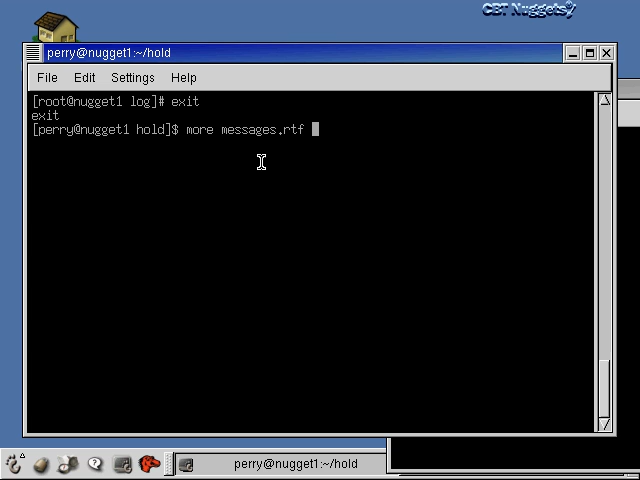 CBT Nuggets
perry@nugget1:~/hold
File Edit Settings Help
[root@nugget1 log]# exit
exit
[perry@nugget1 hold]$ more messages.rtf
perry@nugget1:~/hold